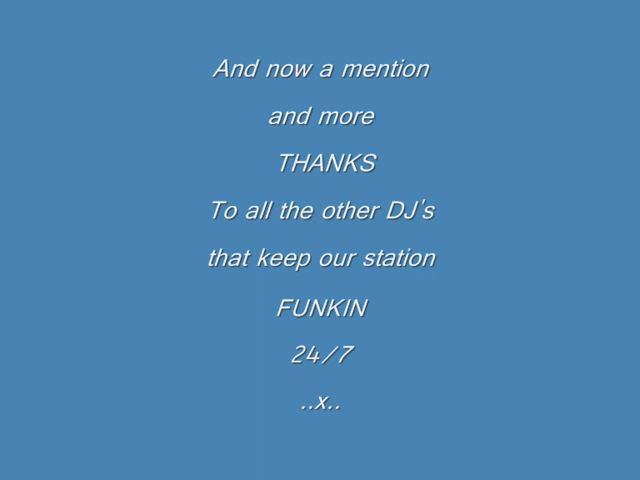 And now a mention
and more
THANKS
To all the other DJ's
that keep our station
FUNKIN
24/7
..x..